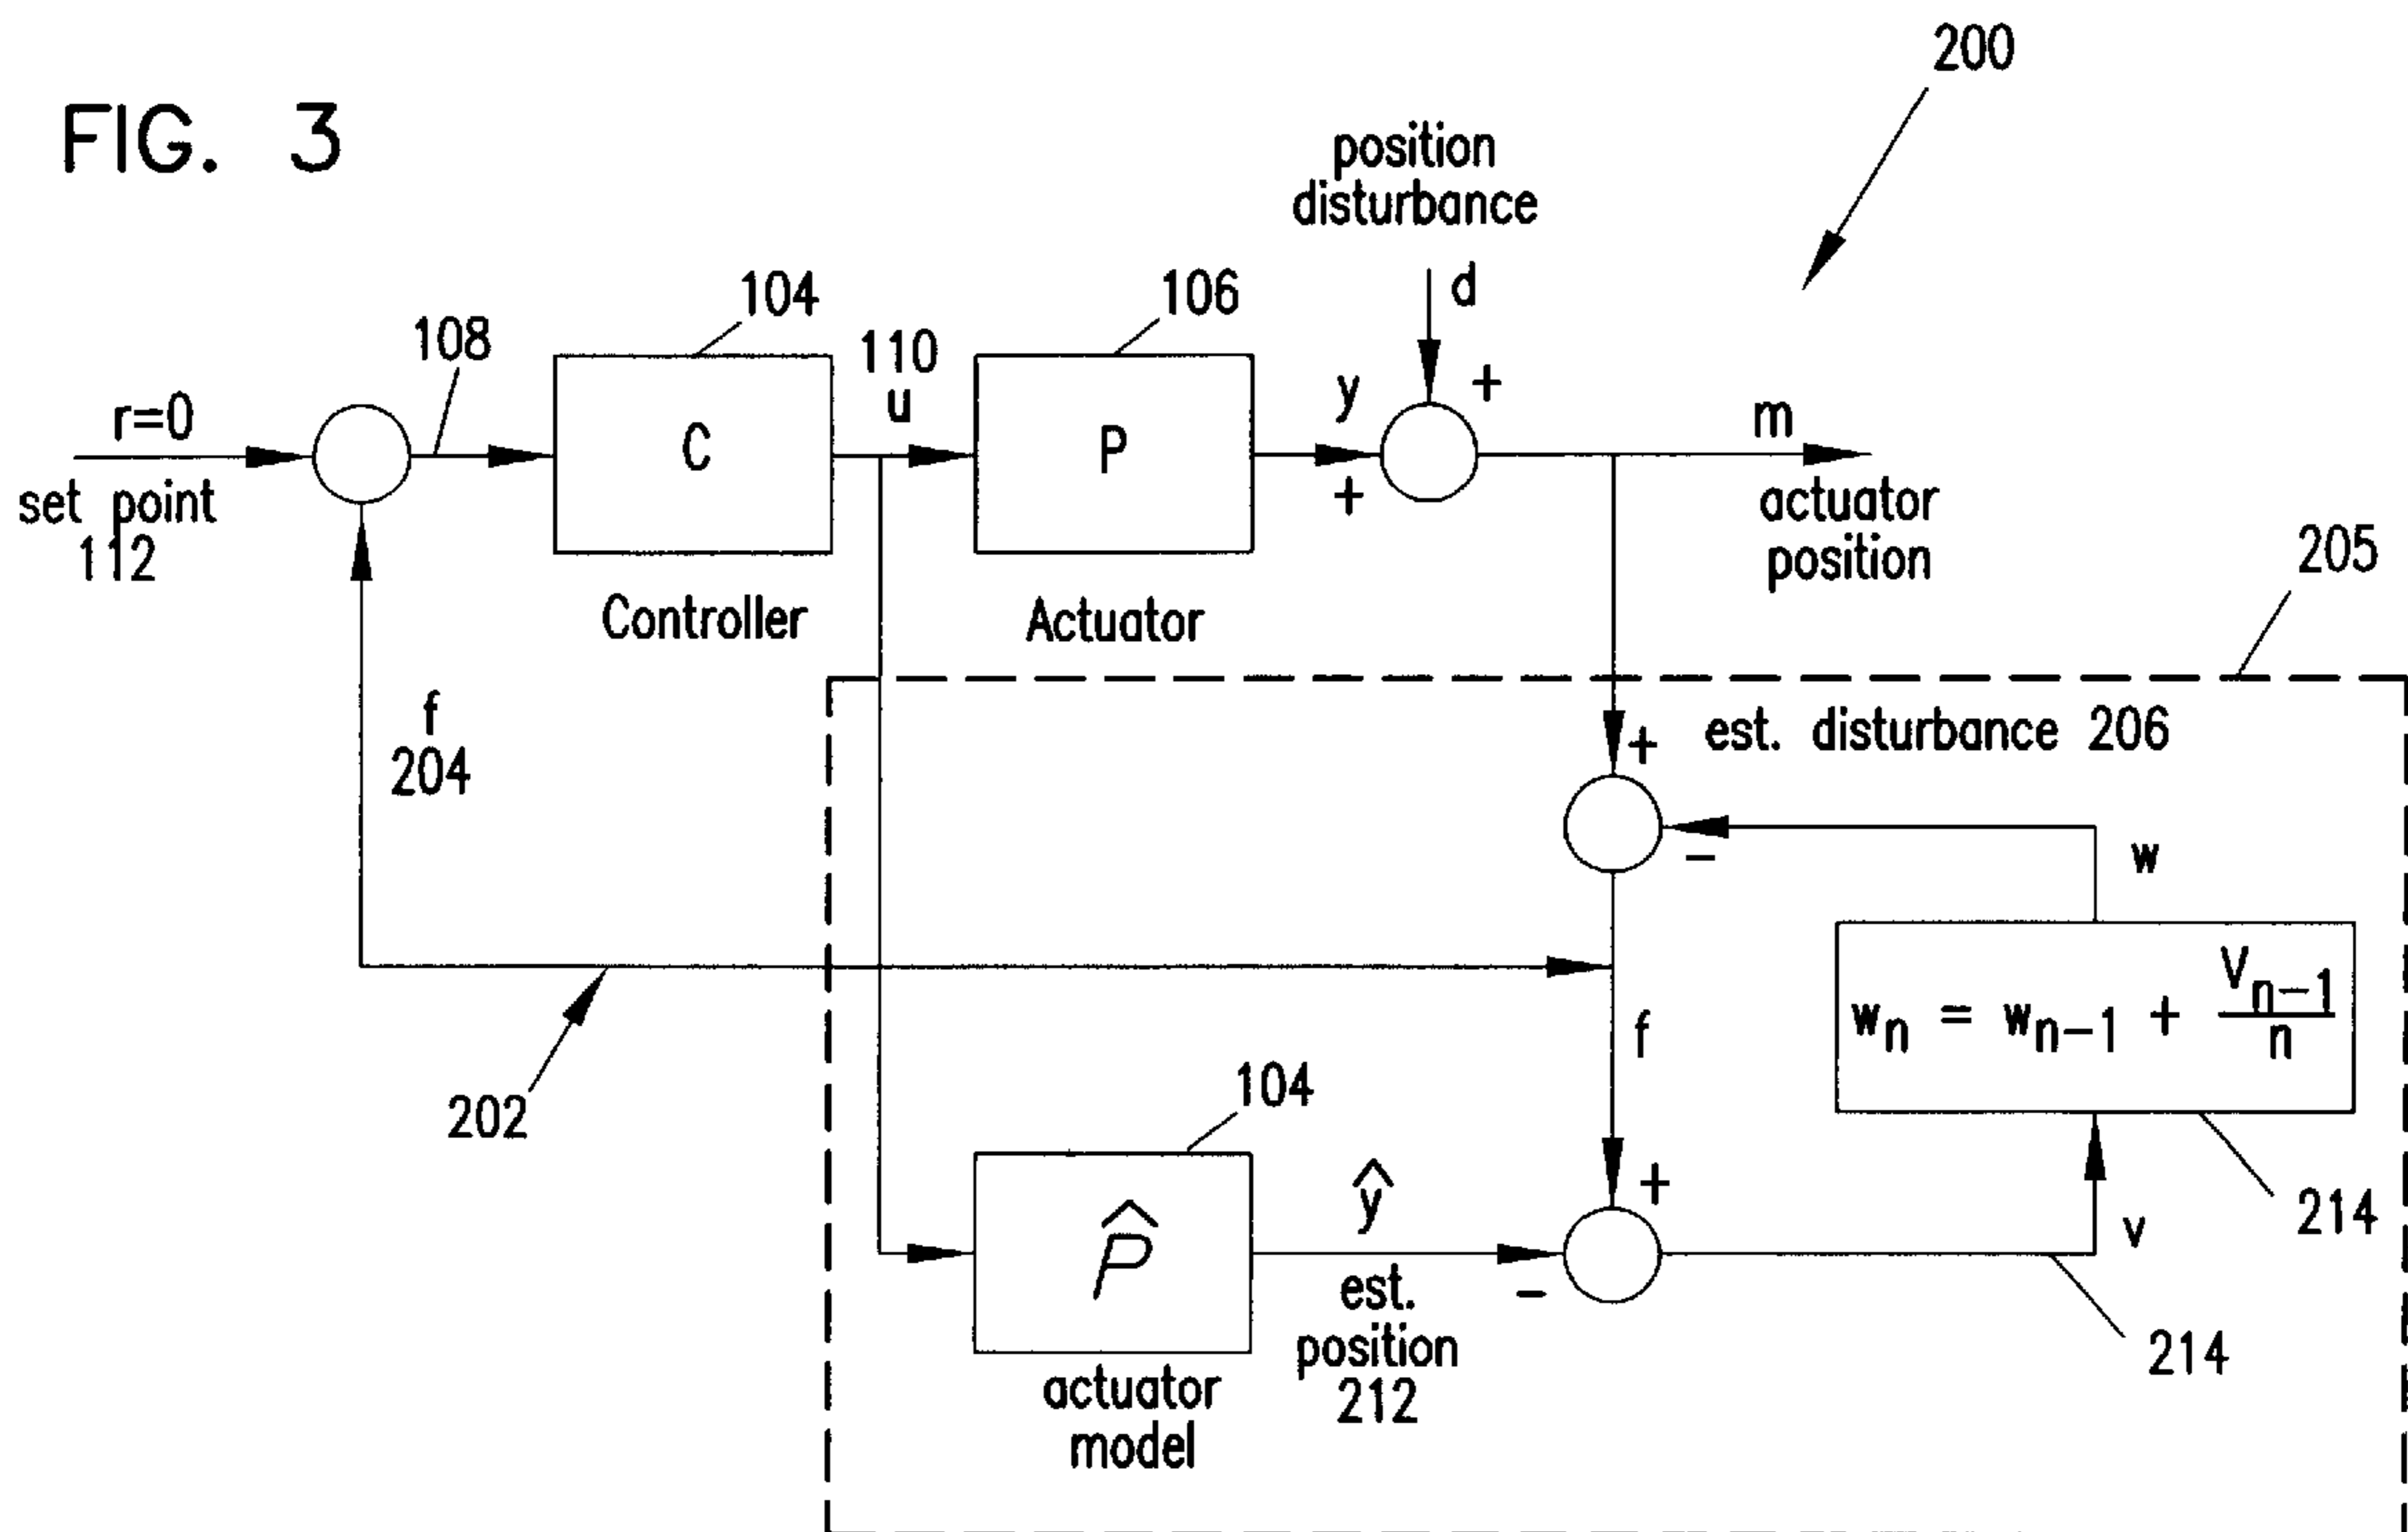 FIG. 3
200
position
disturbance
d
104
106
108
110
u
r=0
C
P
y
+
+
m
set point
112
actuator
position
Controller
Actuator
205
f
204
+
est. disturbance 206
−
w
wn = wn−1 + Vn−1/n
f
202
104
P̂
ŷ
+
−
v
214
est.
position
212
214
actuator
model